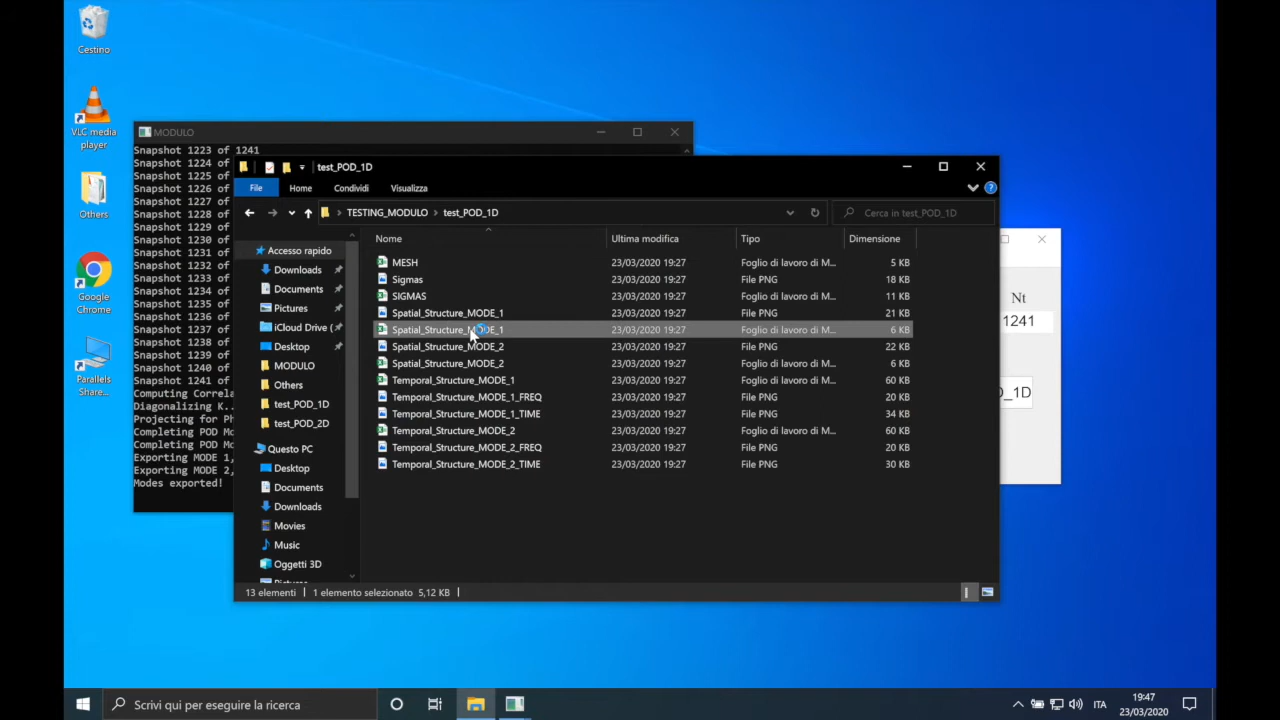 Cestino
VLC media
player
Others
Google
Chrome
Parallels
Share...
MODULO
Snapshot 1223 of 1241
Snapshot 1224 of
Snapshot 1225 of
Snapshot 1226 of
Snapshot 1227 of
Snapshot 1228 of
Snapshot 1229 of
Snapshot 1230 of
Snapshot 1231 of
Snapshot 1232 of
Snapshot 1233 of
Snapshot 1234 of
Snapshot 1235 of
Snapshot 1236 of
Snapshot 1237 of
Snapshot 1238 of
Snapshot 1239 of
Snapshot 1240 of
Snapshot 1241 of
Computing Correla
Diagonalizing K..
Projecting for Ph
Completing POD Mo
Completing POD Mo
Exporting MODE 1,
Exporting MODE 2,
Modes exported!
test_POD_1D
File Home Condividi Visualizza
TESTING_MODULO test_POD_1D Cerca in test_POD_1D
Accesso rapido
Downloads
Documents
Pictures
iCloud Drive (
Desktop
MODULO
Others
test_POD_1D
test_POD_2D
Questo PC
Desktop
Documents
Downloads
Movies
Music
Oggetti 3D
Pictures
Nome Ultima modifica Tipo Dimensione
MESH 23/03/2020 19:27 Foglio di lavoro di M... 5 KB
Sigmas 23/03/2020 19:27 File PNG 18 KB
SIGMAS 23/03/2020 19:27 Foglio di lavoro di M... 11 KB
Spatial_Structure_MODE_1 23/03/2020 19:27 File PNG 21 KB
Spatial_Structure_MODE_1 23/03/2020 19:27 Foglio di lavoro di M... 6 KB
Spatial_Structure_MODE_2 23/03/2020 19:27 File PNG 22 KB
Spatial_Structure_MODE_2 23/03/2020 19:27 Foglio di lavoro di M... 6 KB
Temporal_Structure_MODE_1 23/03/2020 19:27 Foglio di lavoro di M... 60 KB
Temporal_Structure_MODE_1_FREQ 23/03/2020 19:27 File PNG 20 KB
Temporal_Structure_MODE_1_TIME 23/03/2020 19:27 File PNG 34 KB
Temporal_Structure_MODE_2 23/03/2020 19:27 Foglio di lavoro di M... 60 KB
Temporal_Structure_MODE_2_FREQ 23/03/2020 19:27 File PNG 20 KB
Temporal_Structure_MODE_2_TIME 23/03/2020 19:27 File PNG 30 KB
13 elementi 1 elemento selezionato 5,12 KB
Nt
1241
D_1D
Scrivi qui per eseguire la ricerca
ITA
19:47
23/03/2020